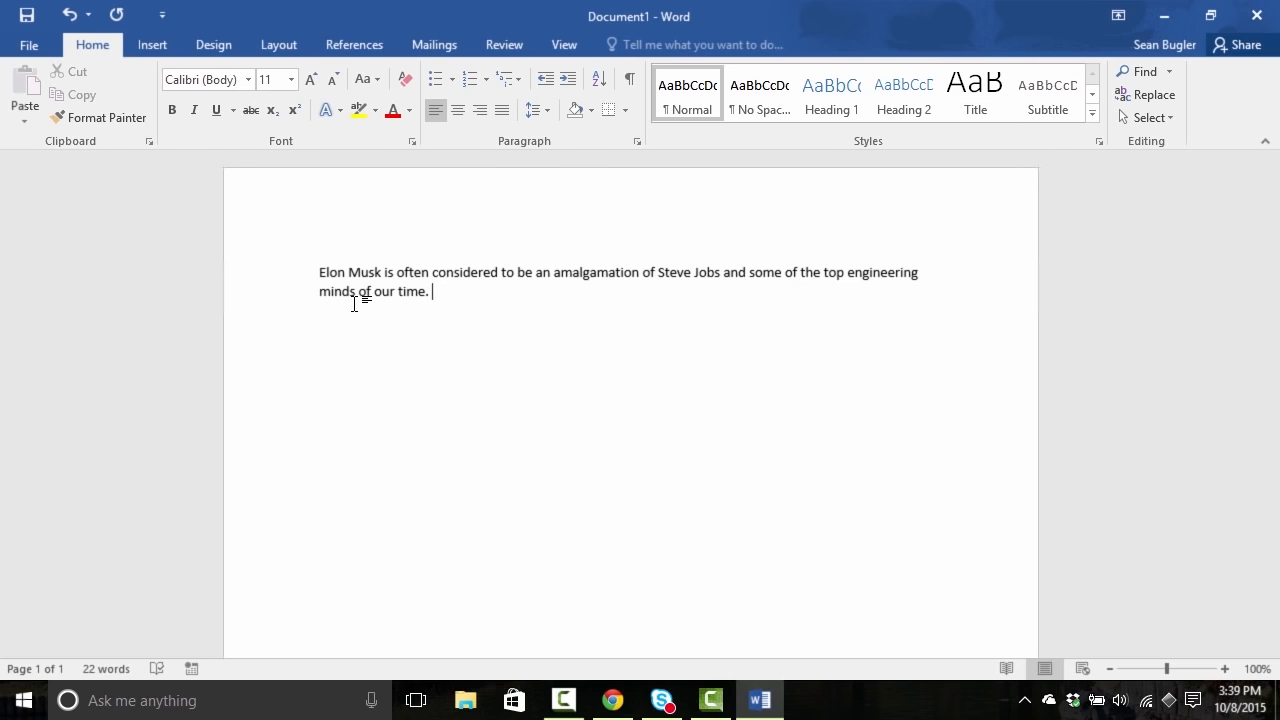 Document1 - Word
File Home Insert Design Layout References Mailings Review View Tell me what you want to do... Sean Bugler Share
Paste
Cut
Copy
Format Painter
Clipboard
Calibri (Body) 11
Font
Paragraph
AaBbCcDc AaBbCcDc AaBbCc AaBbCcD AaB AaBbCcD
¶ Normal ¶ No Spac... Heading 1 Heading 2 Title Subtitle
Styles
Find
Replace
Select
Editing
Elon Musk is often considered to be an amalgamation of Steve Jobs and some of the top engineering
minds of our time.
Page 1 of 1 22 words 100%
Ask me anything
3:39 PM
10/8/2015